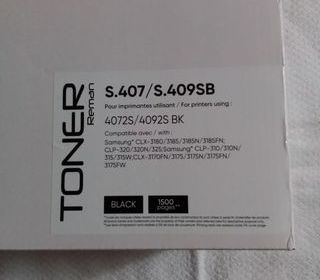 TONER
Reman
S.407/S.409SB
Pour imprimantes utilisant / For printers using :
4072S/4092S BK
Compatible avec / with :
Samsung* CLX-3180/3185/3185N/3185FN;
CLP-320/320N/325;Samsung* CLP-310/310N/
315/315W;CLX-3170FN/3175/3175N/3175FN/
3175FW
BLACK
1500
pages**